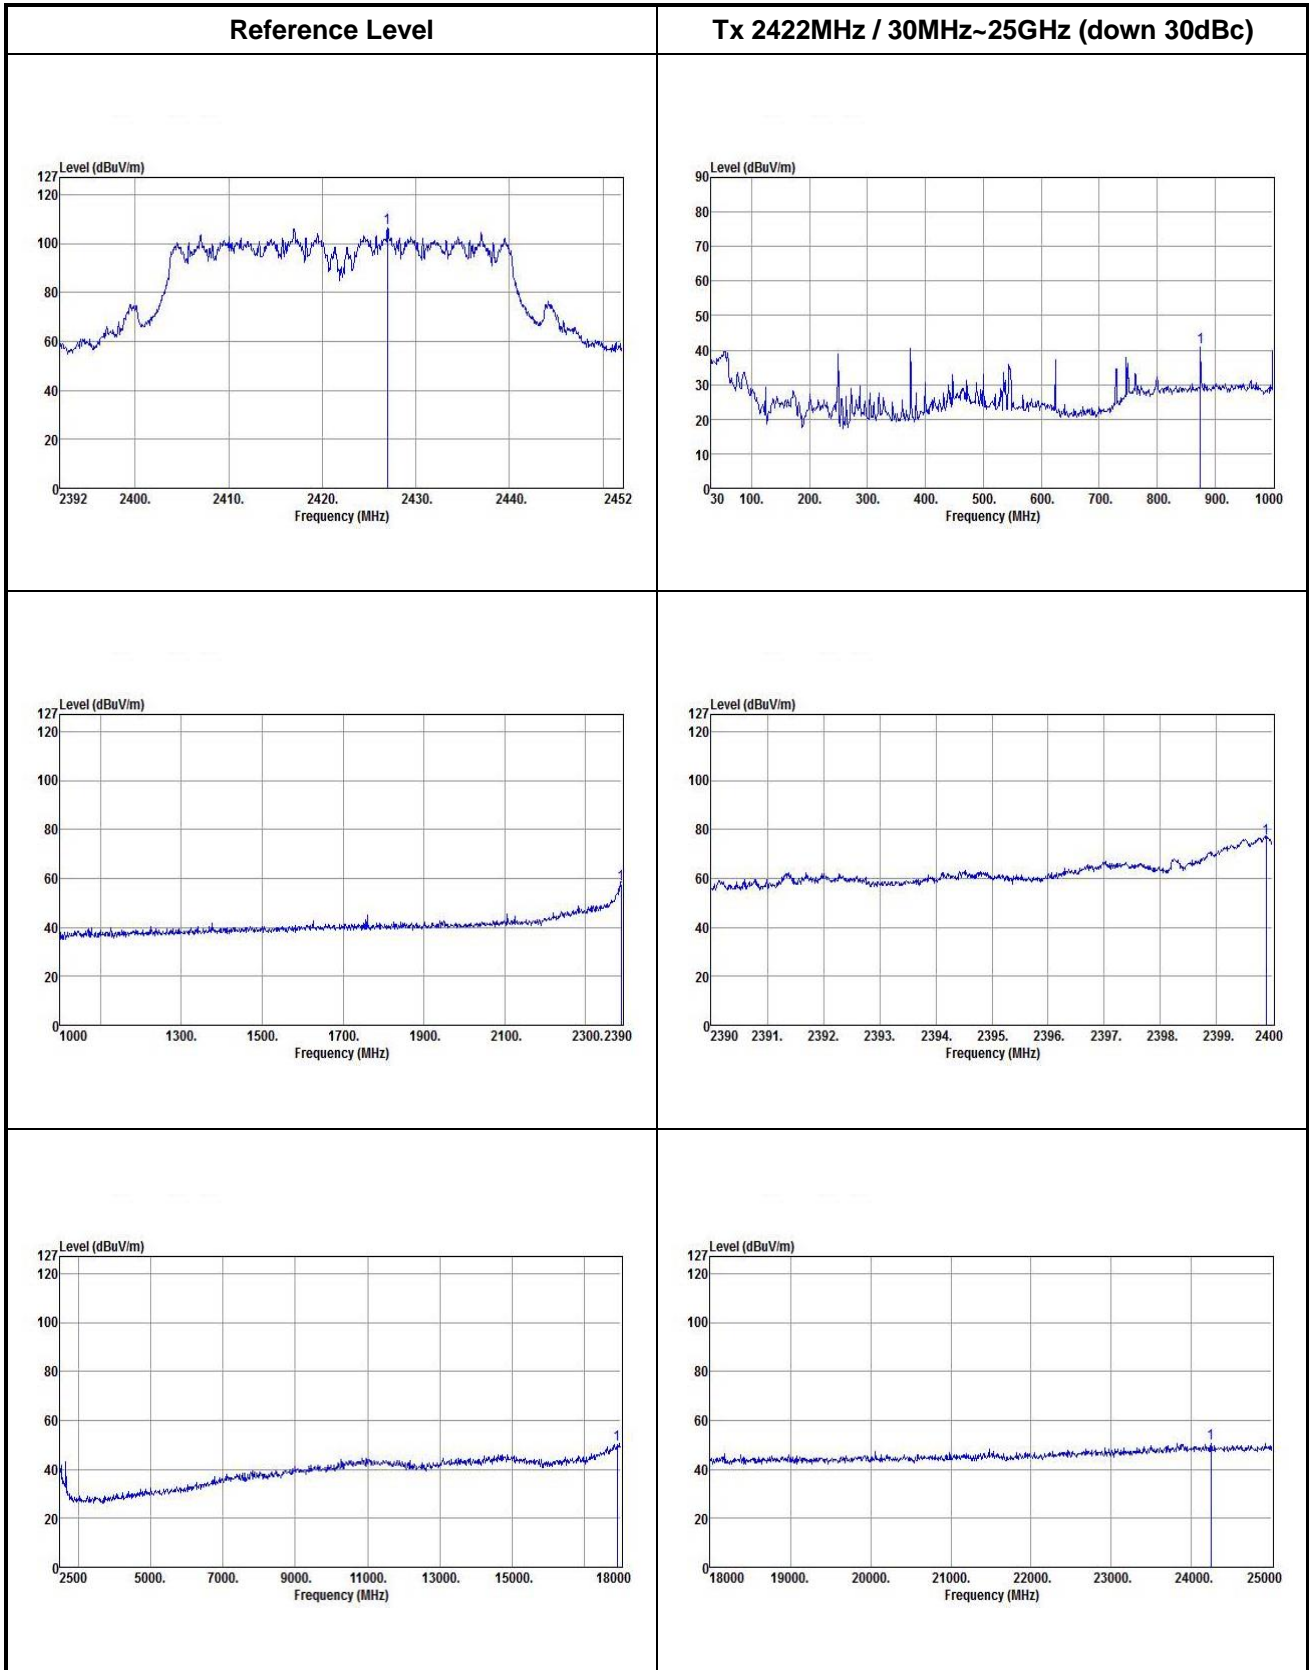 Reference Level
Tx 2422MHz / 30MHz~25GHz (down 30dBc)
Level (dBuV/m)
127
120
100
80
60
40
20
0
1
2392 2400. 2410. 2420. 2430. 2440. 2452
Frequency (MHz)
Level (dBuV/m)
90
80
70
60
50
40
30
20
10
0
1
30 100. 200. 300. 400. 500. 600. 700. 800. 900. 1000
Frequency (MHz)
Level (dBuV/m)
127
120
100
80
60
40
20
0
1
1000 1300. 1500. 1700. 1900. 2100. 2300. 2390
Frequency (MHz)
Level (dBuV/m)
127
120
100
80
60
40
20
0
1
2390 2391. 2392. 2393. 2394. 2395. 2396. 2397. 2398. 2399. 2400
Frequency (MHz)
Level (dBuV/m)
127
120
100
80
60
40
20
0
1
2500 5000. 7000. 9000. 11000. 13000. 15000. 18000
Frequency (MHz)
Level (dBuV/m)
127
120
100
80
60
40
20
0
1
18000 19000. 20000. 21000. 22000. 23000. 24000. 25000
Frequency (MHz)